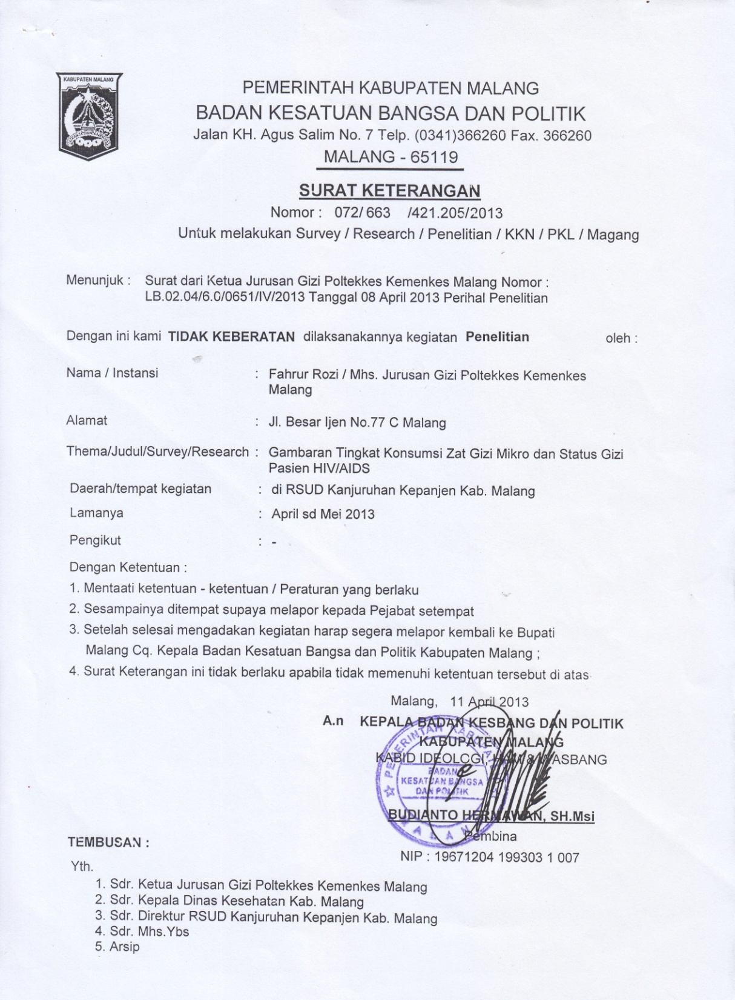 KABUPATEN MALANG
PEMERINTAH KABUPATEN MALANG
BADAN KESATUAN BANGSA DAN POLITIK
Jalan KH. Agus Salim No. 7 Telp. (0341)366260 Fax. 366260
MALANG - 65119
SURAT KETERANGAN
Nomor : 072/ 663 /421.205/2013
Untuk melakukan Survey / Research / Penelitian / KKN / PKL / Magang
Menunjuk : Surat dari Ketua Jurusan Gizi Poltekkes Kemenkes Malang Nomor :
LB.02.04/6.0/0651/IV/2013 Tanggal 08 April 2013 Perihal Penelitian
Dengan ini kami TIDAK KEBERATAN dilaksanakannya kegiatan Penelitian oleh :
Nama / Instansi : Fahrur Rozi / Mhs. Jurusan Gizi Poltekkes Kemenkes
Malang
Alamat : Jl. Besar Ijen No.77 C Malang
Thema/Judul/Survey/Research : Gambaran Tingkat Konsumsi Zat Gizi Mikro dan Status Gizi
Pasien HIV/AIDS
Daerah/tempat kegiatan : di RSUD Kanjuruhan Kepanjen Kab. Malang
Lamanya : April sd Mei 2013
Pengikut : -
Dengan Ketentuan :
1. Mentaati ketentuan - ketentuan / Peraturan yang berlaku
2. Sesampainya ditempat supaya melapor kepada Pejabat setempat
3. Setelah selesai mengadakan kegiatan harap segera melapor kembali ke Bupati
Malang Cq. Kepala Badan Kesatuan Bangsa dan Politik Kabupaten Malang ;
4. Surat Keterangan ini tidak berlaku apabila tidak memenuhi ketentuan tersebut di atas
Malang, 11 April 2013
A.n KEPALA BADAN KESBANG DAN POLITIK
KABUPATEN MALANG
KABID IDEOLOGI, HAM & WASBANG
PEMERINTAH KABUPATEN
BADAN
KESATUAN BANGSA
DAN POLITIK
MALANG
BUDIANTO HERMAWAN, SH.Msi
Pembina
NIP : 19671204 199303 1 007
TEMBUSAN :
Yth.
1. Sdr. Ketua Jurusan Gizi Poltekkes Kemenkes Malang
2. Sdr. Kepala Dinas Kesehatan Kab. Malang
3. Sdr. Direktur RSUD Kanjuruhan Kepanjen Kab. Malang
4. Sdr. Mhs.Ybs
5. Arsip